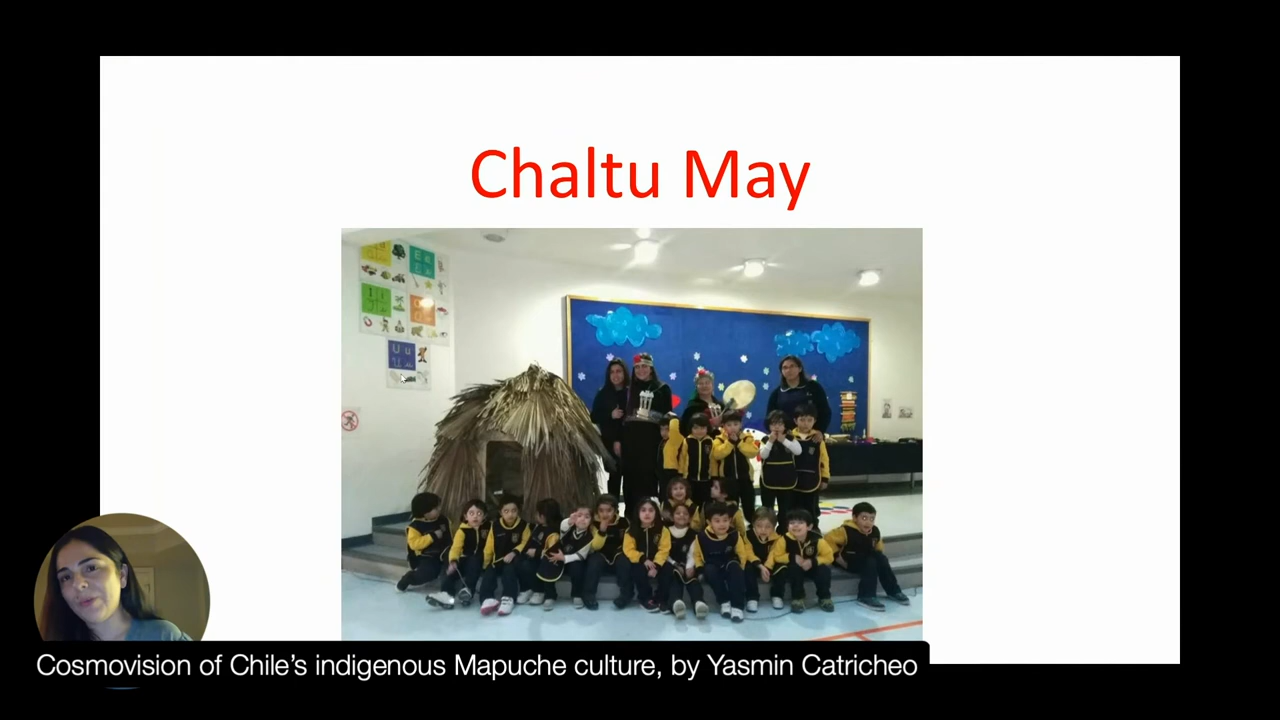 Chaltu May
E e
I i
U u
Cosmovision of Chile's indigenous Mapuche culture, by Yasmin Catricheo